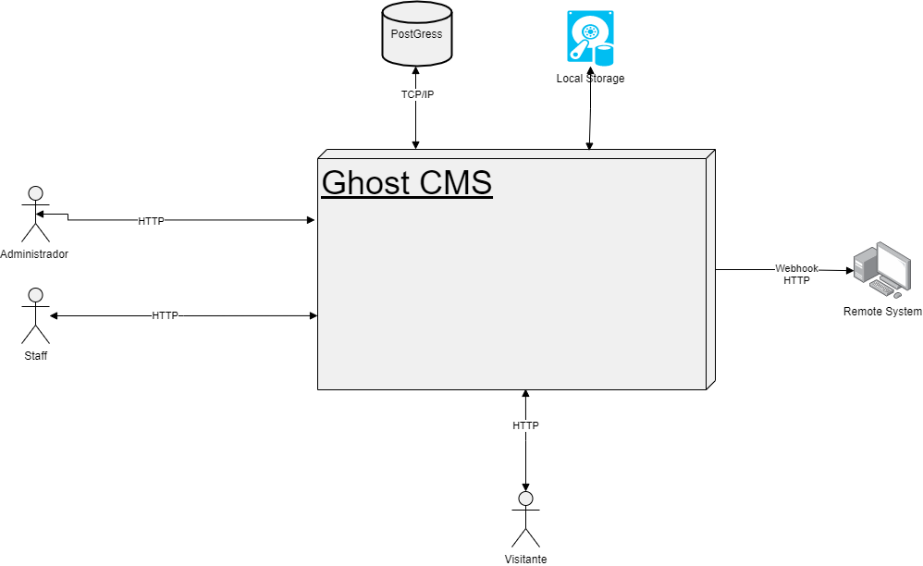 PostGress
Local Storage
TCP/IP
Ghost CMS
HTTP
Administrador
HTTP
Staff
Webhook
HTTP
Remote System
HTTP
Visitante